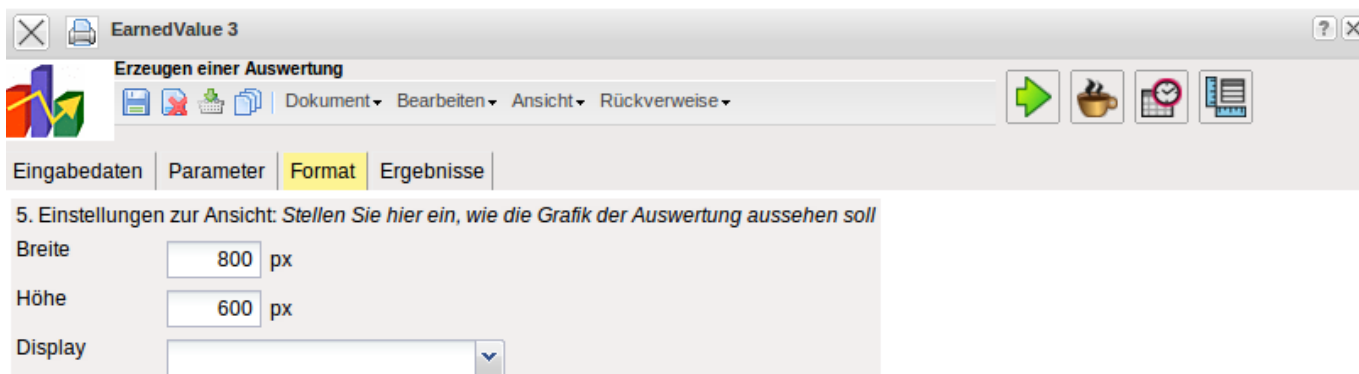 EarnedValue 3
?
Erzeugen einer Auswertung
Dokument Bearbeiten Ansicht Rückverweise
Eingabedaten Parameter Format Ergebnisse
5. Einstellungen zur Ansicht: Stellen Sie hier ein, wie die Grafik der Auswertung aussehen soll
Breite 800 px
Höhe 600 px
Display